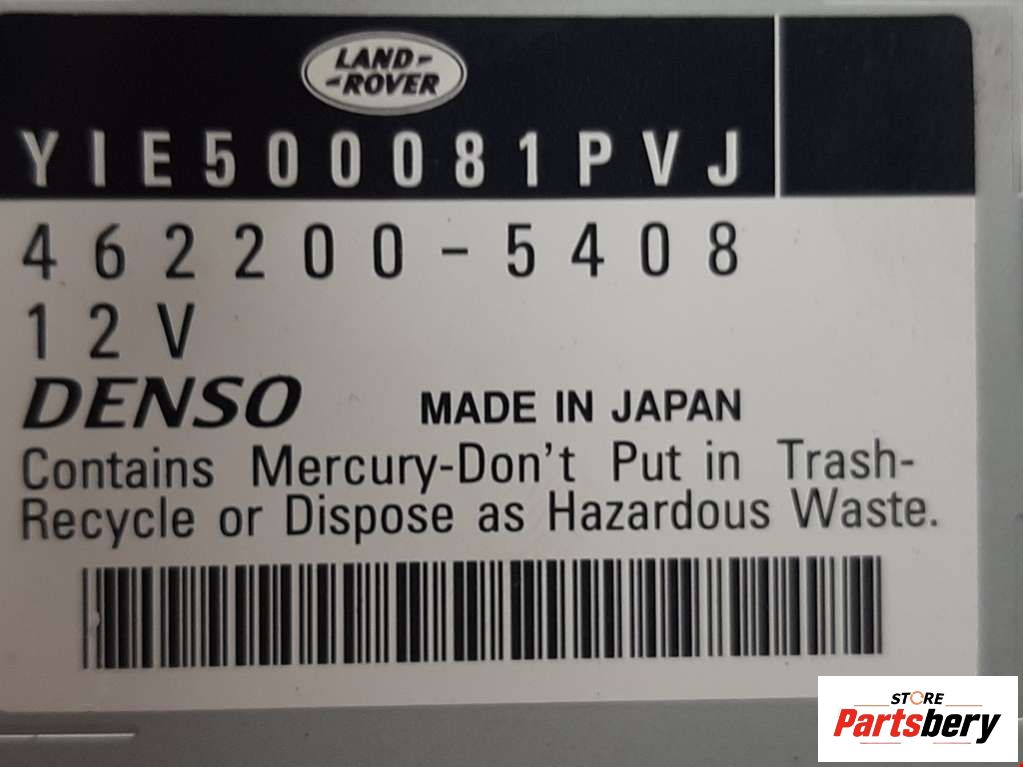 LAND-
-ROVER
YIE500081PVJ
462200-5408
12V
DENSO MADE IN JAPAN
Contains Mercury-Don't Put in Trash-
Recycle or Dispose as Hazardous Waste.
STORE
Partsbery